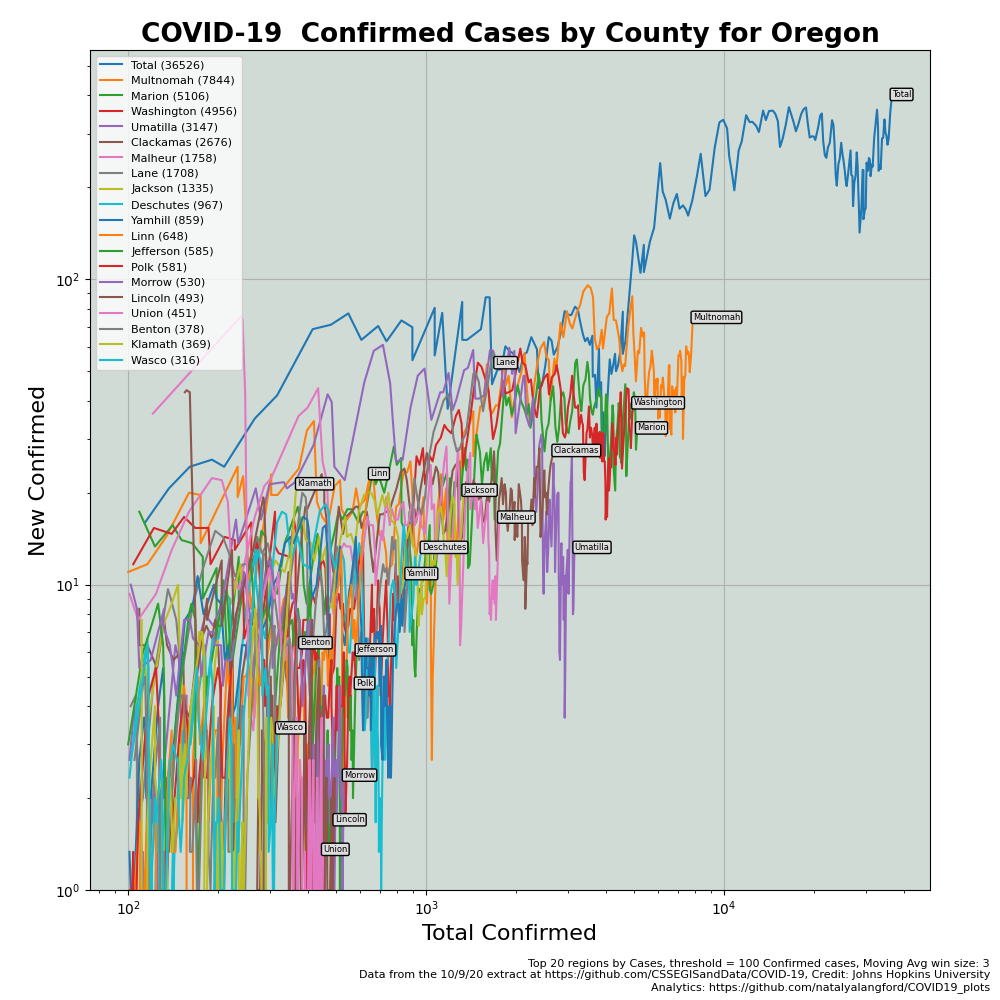 COVID-19  Confirmed Cases by County for Oregon
Total (36526)
Multnomah (7844)
Marion (5106)
Washington (4956)
Umatilla (3147)
Clackamas (2676)
Malheur (1758)
Lane (1708)
Jackson (1335)
Deschutes (967)
Yamhill (859)
Linn (648)
Jefferson (585)
Polk (581)
Morrow (530)
Lincoln (493)
Union (451)
Benton (378)
Klamath (369)
Wasco (316)
Total
Multnomah
Lane
Washington
Marion
Clackamas
Linn
Klamath
Jackson
Malheur
Deschutes
Umatilla
Yamhill
Benton
Jefferson
Polk
Wasco
Morrow
Lincoln
Union
New Confirmed
10²
10¹
10⁰
10² 10³ 10⁴
Total Confirmed
Top 20 regions by Cases, threshold = 100 Confirmed cases, Moving Avg win size: 3
Data from the 10/9/20 extract at https://github.com/CSSEGISandData/COVID-19, Credit: Johns Hopkins University
Analytics: https://github.com/natalyalangford/COVID19_plots